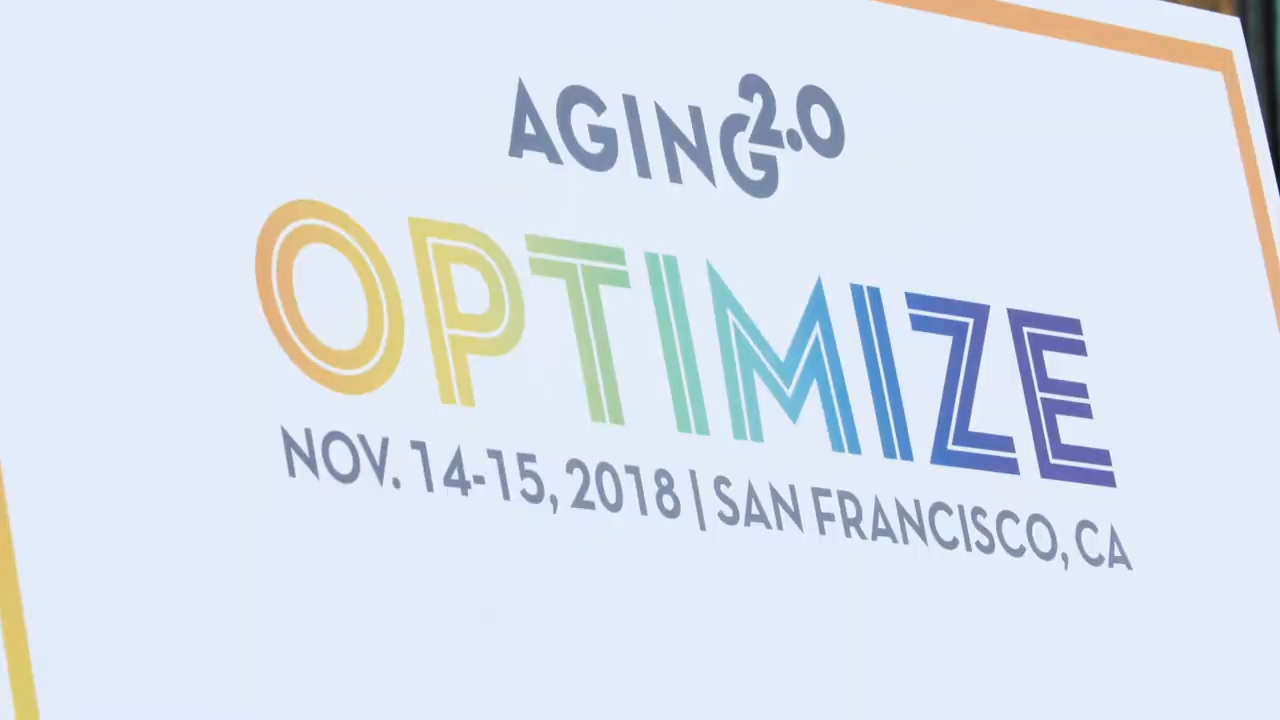 AGING2.0
OPTIMIZE
NOV. 14-15, 2018 | SAN FRANCISCO, CA